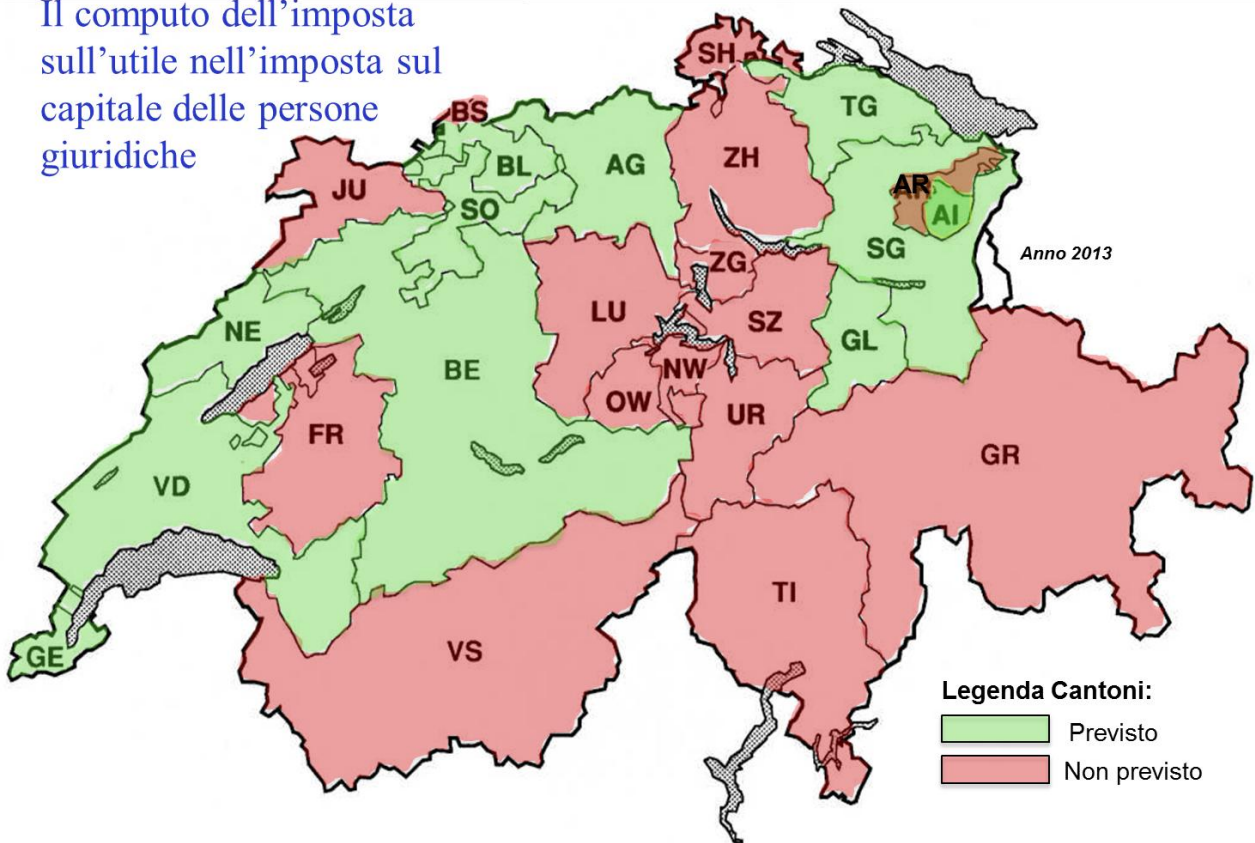 Il computo dell’imposta
sull’utile nell’imposta sul
capitale delle persone
giuridiche
SH
BS
TG
BL
AG
ZH
JU
AR
SO
AI
SG
Anno 2013
ZG
LU
SZ
NE
GL
BE
NW
OW
UR
FR
GR
VD
TI
VS
GE
Legenda Cantoni:
Previsto
Non previsto